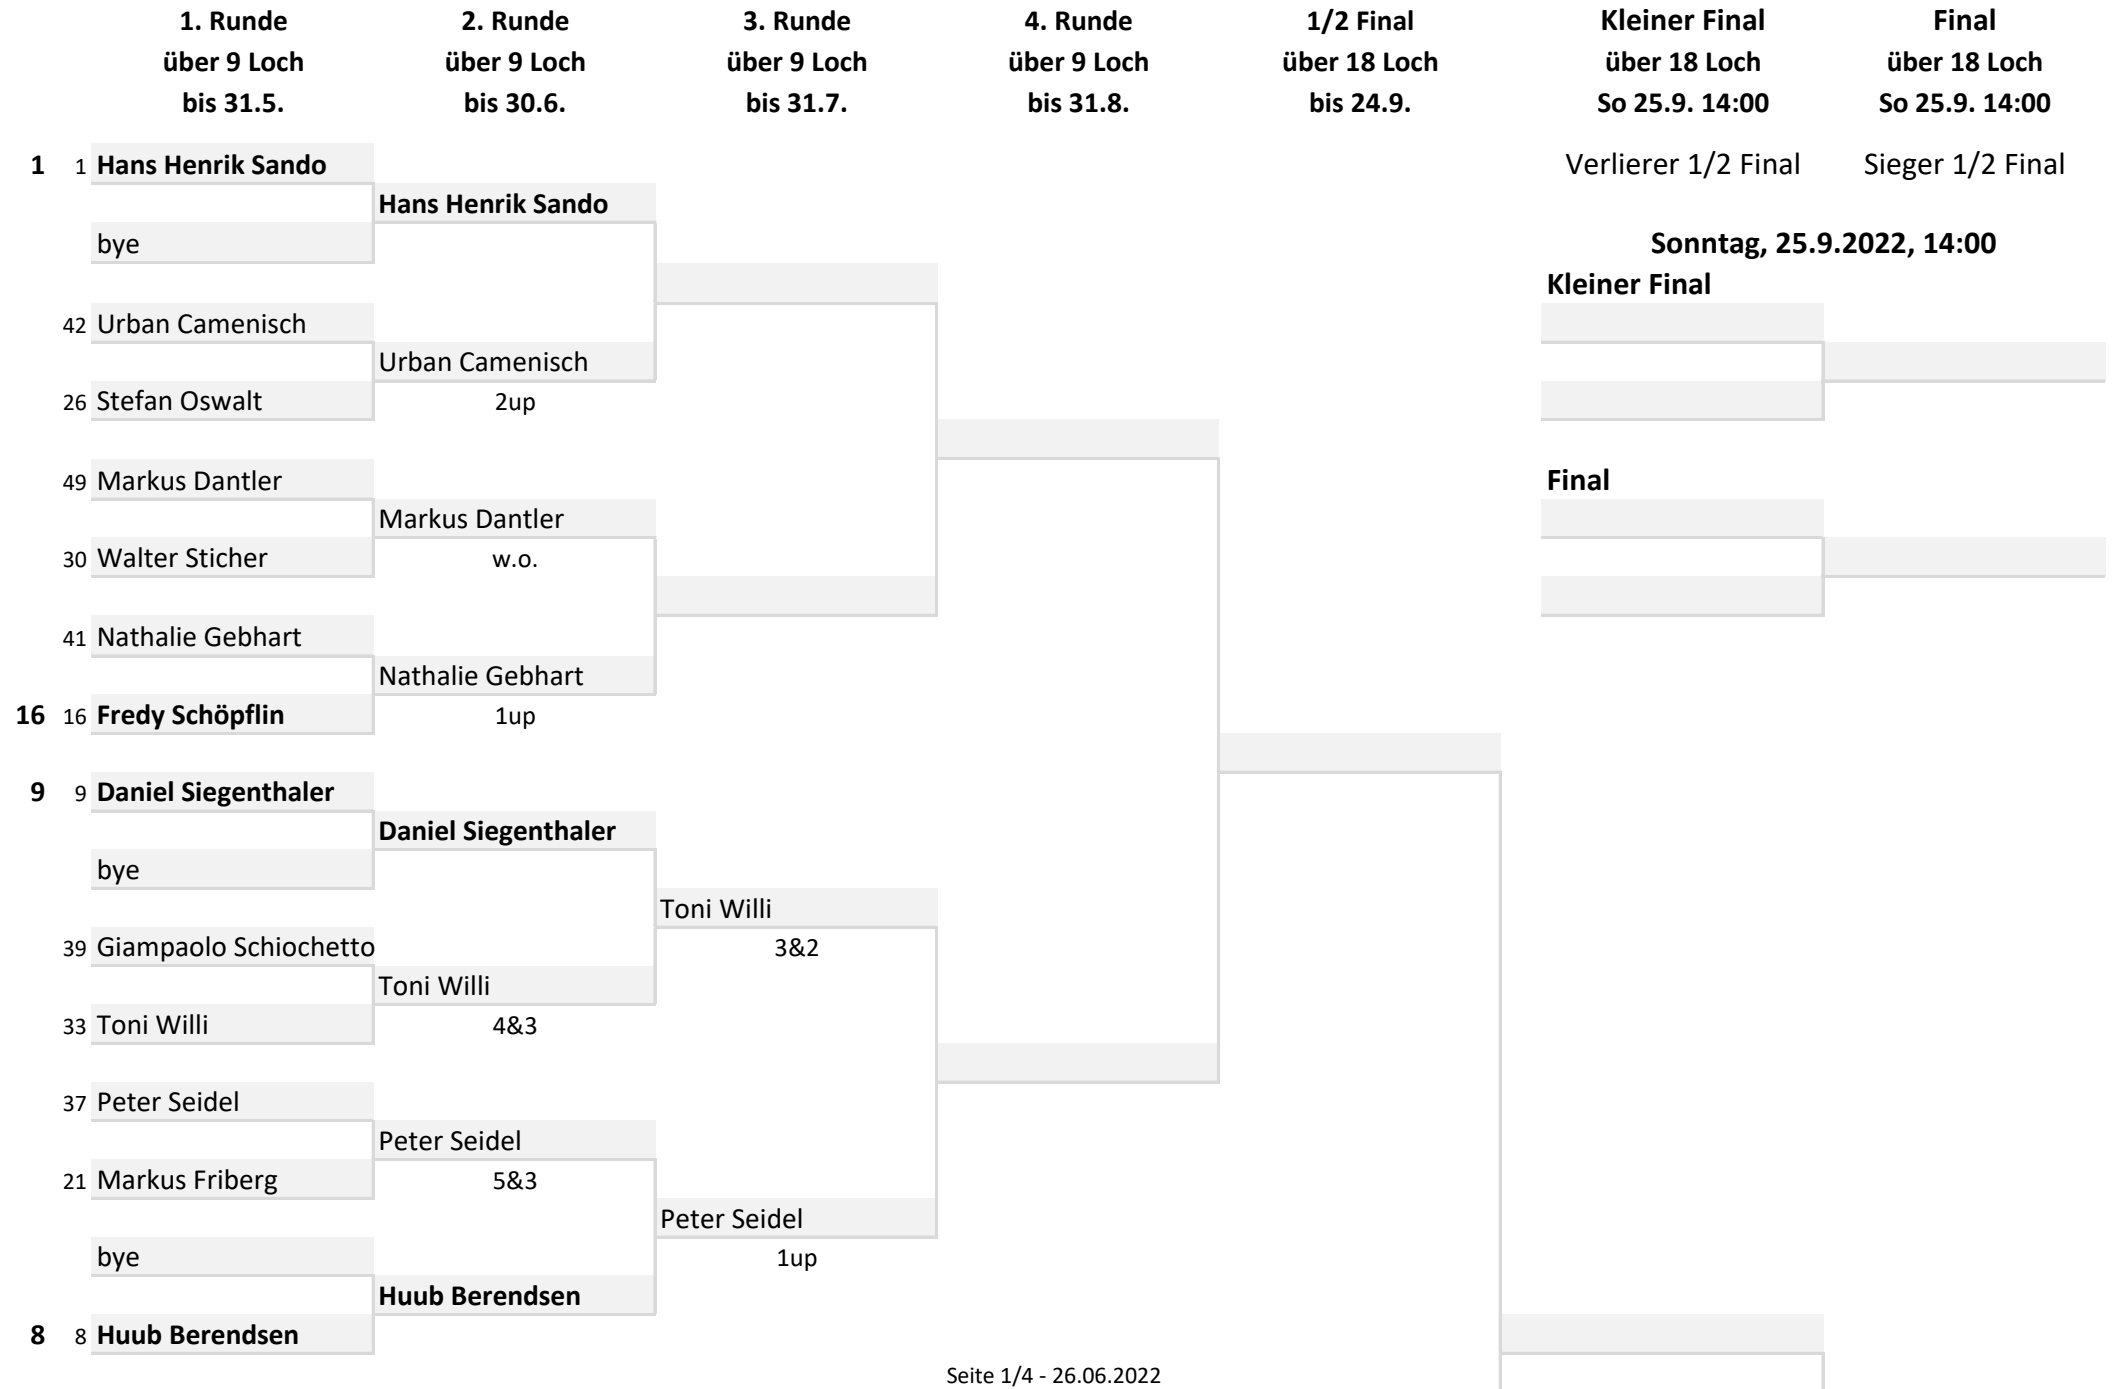 1. Runde 2. Runde 3. Runde 4. Runde 1/2 Final Kleiner Final Final
über 9 Loch über 9 Loch über 9 Loch über 9 Loch über 18 Loch über 18 Loch über 18 Loch
bis 31.5. bis 30.6. bis 31.7. bis 31.8. bis 24.9. So 25.9. 14:00 So 25.9. 14:00
1 1 Hans Henrik Sando Verlierer 1/2 Final Sieger 1/2 Final
Hans Henrik Sando
bye Sonntag, 25.9.2022, 14:00
Kleiner Final
42 Urban Camenisch
Urban Camenisch
26 Stefan Oswalt 2up
49 Markus Dantler Final
Markus Dantler
30 Walter Sticher w.o.
41 Nathalie Gebhart
Nathalie Gebhart
16 16 Fredy Schöpflin 1up
9 9 Daniel Siegenthaler
Daniel Siegenthaler
bye
Toni Willi
39 Giampaolo Schiochetto 3&2
Toni Willi
33 Toni Willi 4&3
37 Peter Seidel
Peter Seidel
21 Markus Friberg 5&3
Peter Seidel
bye 1up
Huub Berendsen
8 8 Huub Berendsen
Seite 1/4 - 26.06.2022